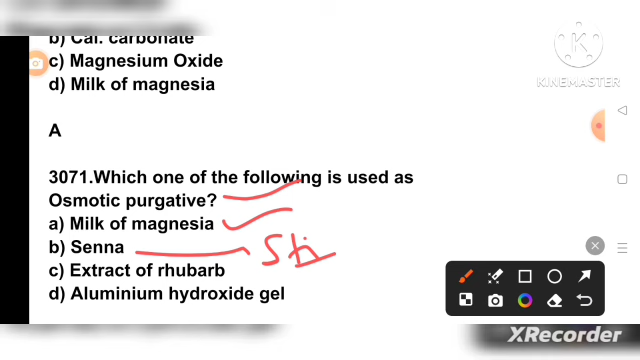 b) Cal. carbonate
c) Magnesium Oxide
d) Milk of magnesia
A
3071.Which one of the following is used as
Osmotic purgative?
a) Milk of magnesia
b) Senna
Sti
c) Extract of rhubarb
d) Aluminium hydroxide gel
K
KINEMASTER
XRecorder